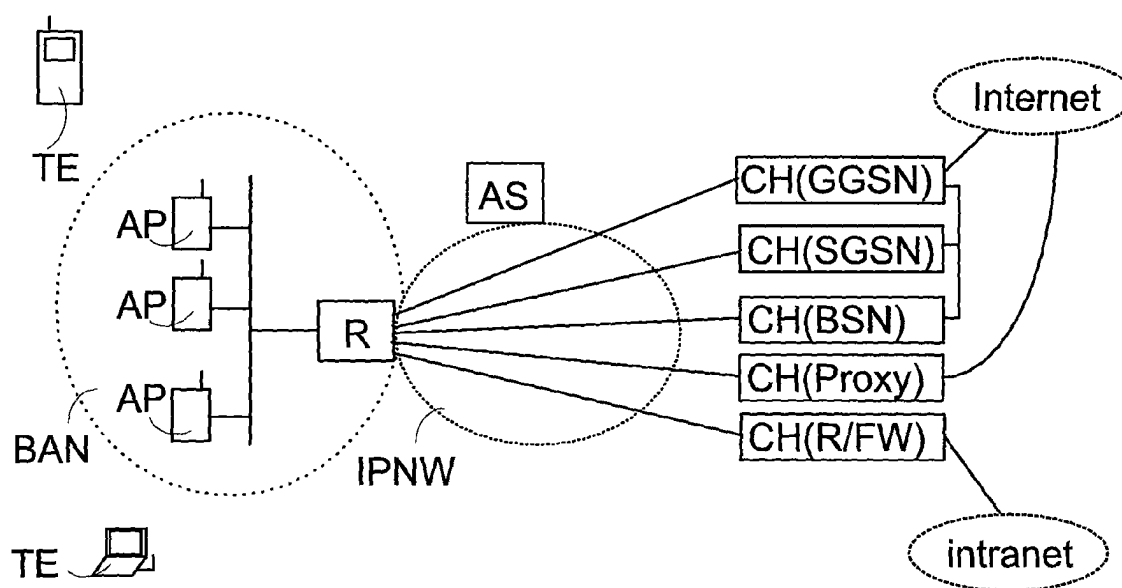 TE
Internet
AP
AS
CH(GGSN)
CH(SGSN)
AP
CH(BSN)
R
CH(Proxy)
AP
CH(R/FW)
BAN
IPNW
TE
intranet